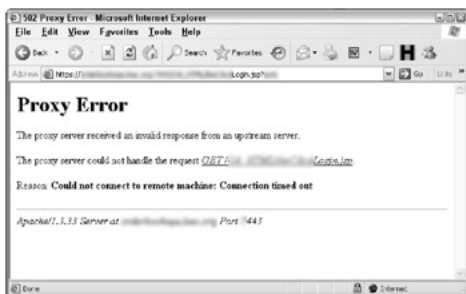 502 Proxy Error - Microsoft Internet Explorer
File Edit View Favorites Tools Help
Back Search Favorites
Address https:// Login.jsp? Go Links »
Proxy Error
The proxy server received an invalid response from an upstream server.
The proxy server could not handle the request GET / Login.jsp.
Reason: Could not connect to remote machine: Connection timed out
Apache/1.3.33 Server at Port 443
Done Internet